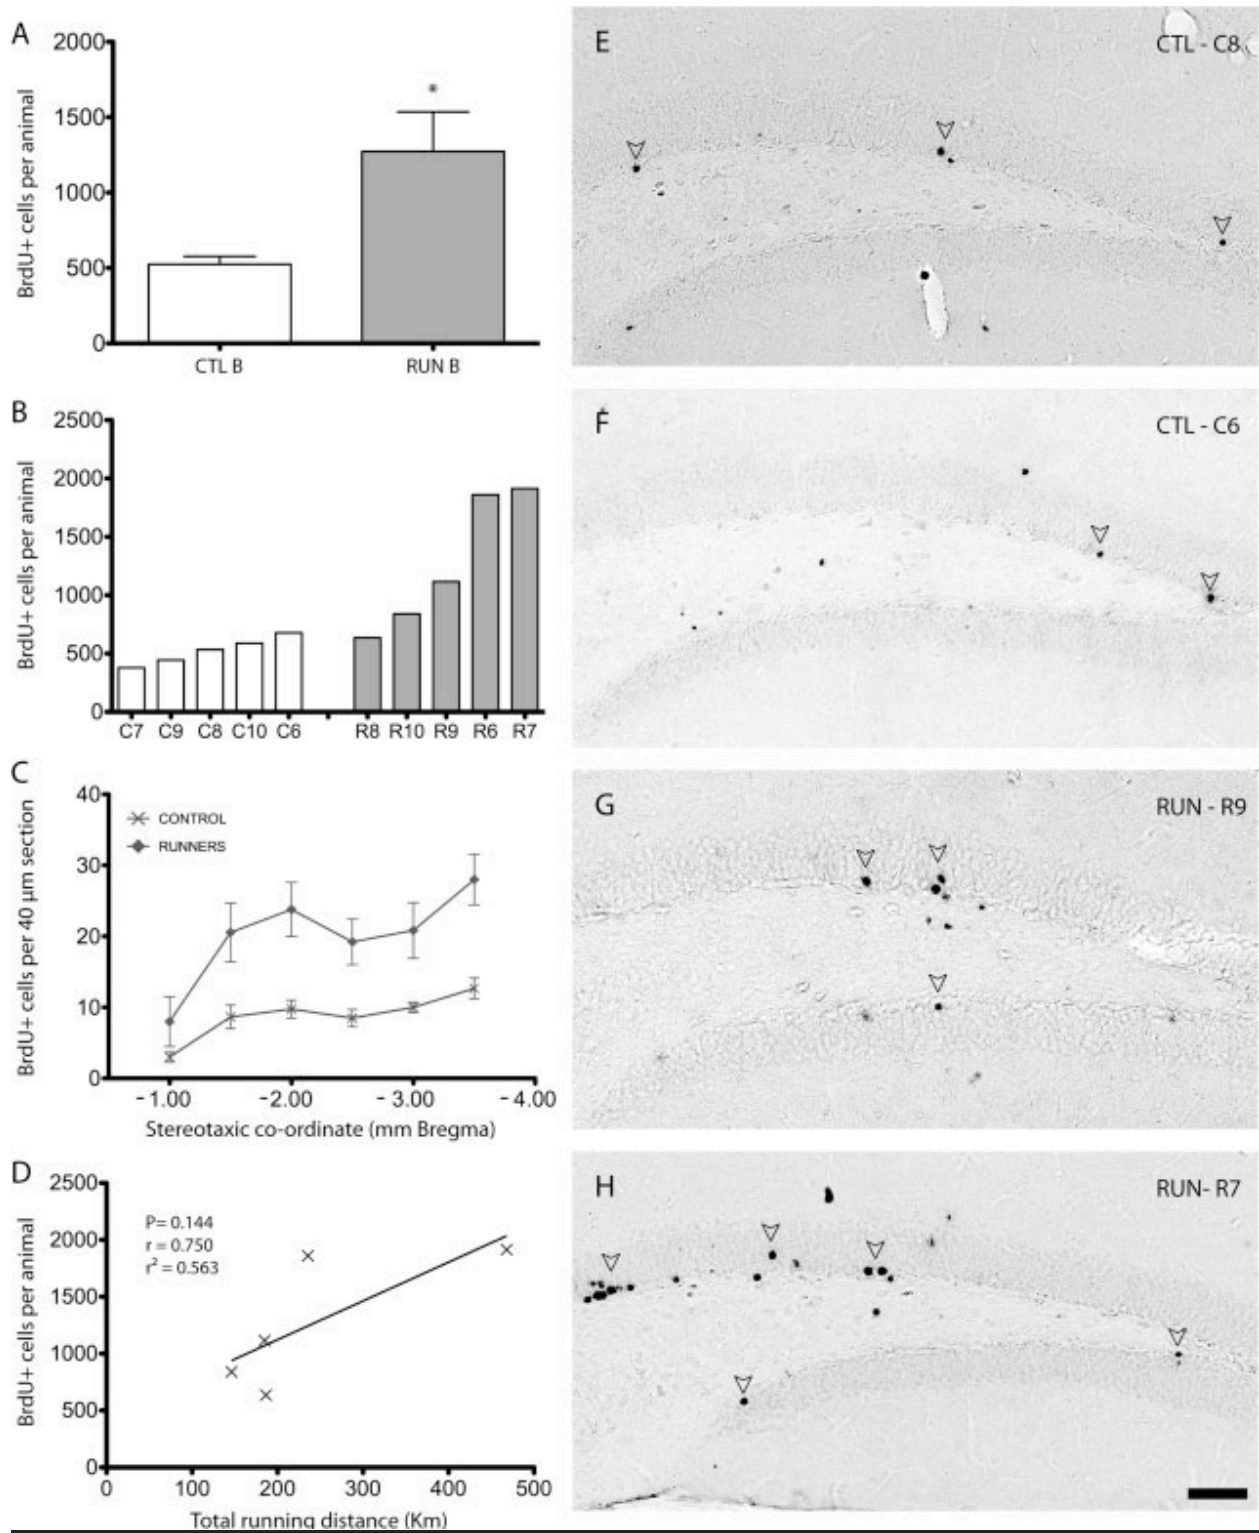 A
2000
1500
1000
500
0
BrdU+ cells per animal
*
CTL B
RUN B
B
2500
2000
1500
1000
500
0
BrdU+ cells per animal
C7 C9 C8 C10 C6 R8 R10 R9 R6 R7
C
40
30
20
10
0
BrdU+ cells per 40 µm section
CONTROL
RUNNERS
-1.00 -2.00 -3.00 -4.00
Stereotaxic co-ordinate (mm Bregma)
D
2500
2000
1500
1000
500
0
BrdU+ cells per animal
P= 0.144
r = 0.750
r² = 0.563
0 100 200 300 400 500
Total running distance (Km)
E
CTL - C8
F
CTL - C6
G
RUN - R9
H
RUN- R7